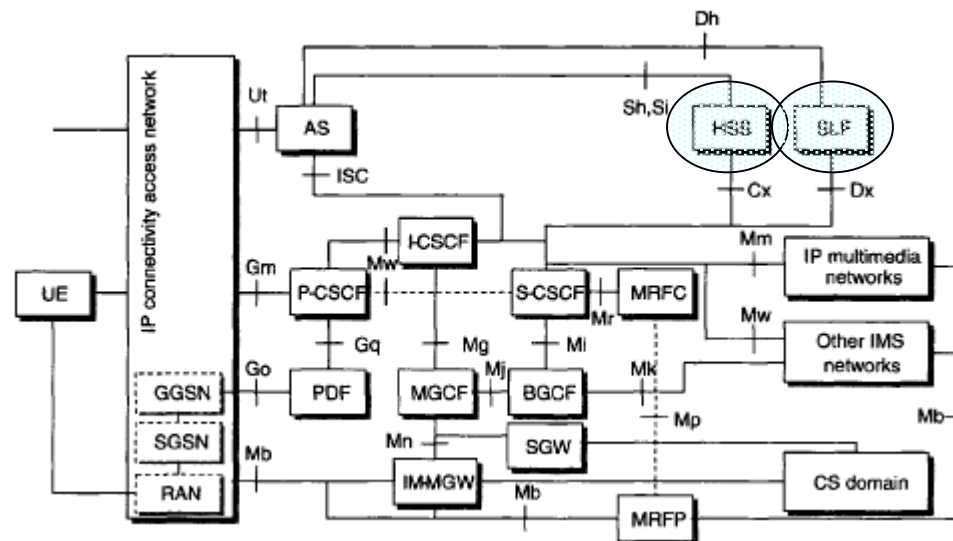 Dh
Ut
Sh,Si
AS
HSS
SLF
IP connectivity access network
ISC
Cx
Dx
I-CSCF
Mm
IP multimedia
networks
Mw
Gm
UE
P-CSCF
S-CSCF
MRFC
Mr
Mw
Other IMS
networks
Gq
Mg
Mi
Go
Mj
Mk
GGSN
PDF
MGCF
BGCF
Mp
Mb
SGSN
Mn
SGW
Mb
RAN
IM-MGW
Mb
CS domain
MRFP